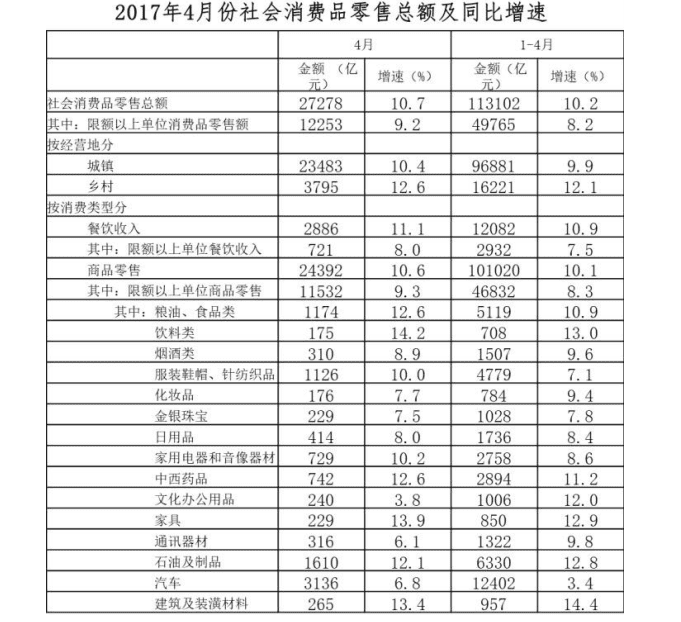 2017年4月份社会消费品零售总额及同比增速
4月 1-4月
金额（亿元） 增速（%） 金额（亿元） 增速（%）
社会消费品零售总额 27278 10.7 113102 10.2
其中：限额以上单位消费品零售额 12253 9.2 49765 8.2
按经营地分
城镇 23483 10.4 96881 9.9
乡村 3795 12.6 16221 12.1
按消费类型分
餐饮收入 2886 11.1 12082 10.9
其中：限额以上单位餐饮收入 721 8.0 2932 7.5
商品零售 24392 10.6 101020 10.1
其中：限额以上单位商品零售 11532 9.3 46832 8.3
其中：粮油、食品类 1174 12.6 5119 10.9
饮料类 175 14.2 708 13.0
烟酒类 310 8.9 1507 9.6
服装鞋帽、针纺织品 1126 10.0 4779 7.1
化妆品 176 7.7 784 9.4
金银珠宝 229 7.5 1028 7.8
日用品 414 8.0 1736 8.4
家用电器和音像器材 729 10.2 2758 8.6
中西药品 742 12.6 2894 11.2
文化办公用品 240 3.8 1006 12.0
家具 229 13.9 850 12.9
通讯器材 316 6.1 1322 9.8
石油及制品 1610 12.1 6330 12.8
汽车 3136 6.8 12402 3.4
建筑及装潢材料 265 13.4 957 14.4